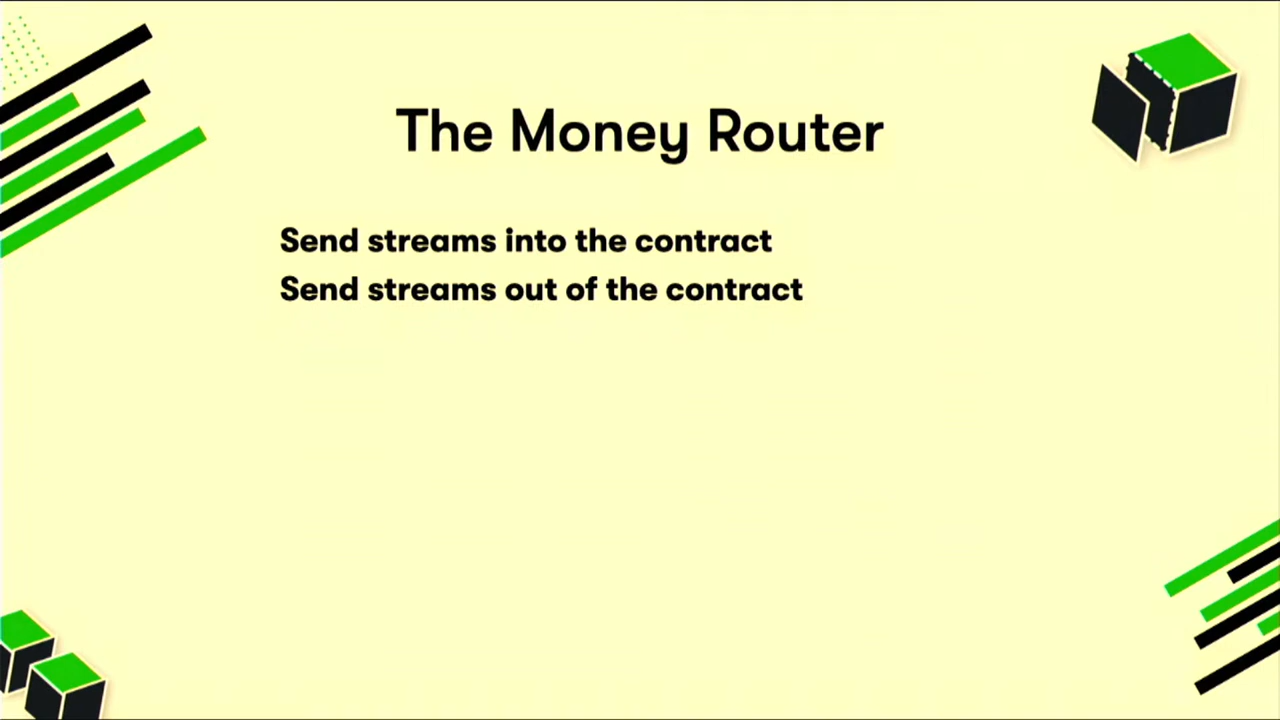 The Money Router
Send streams into the contract
Send streams out of the contract